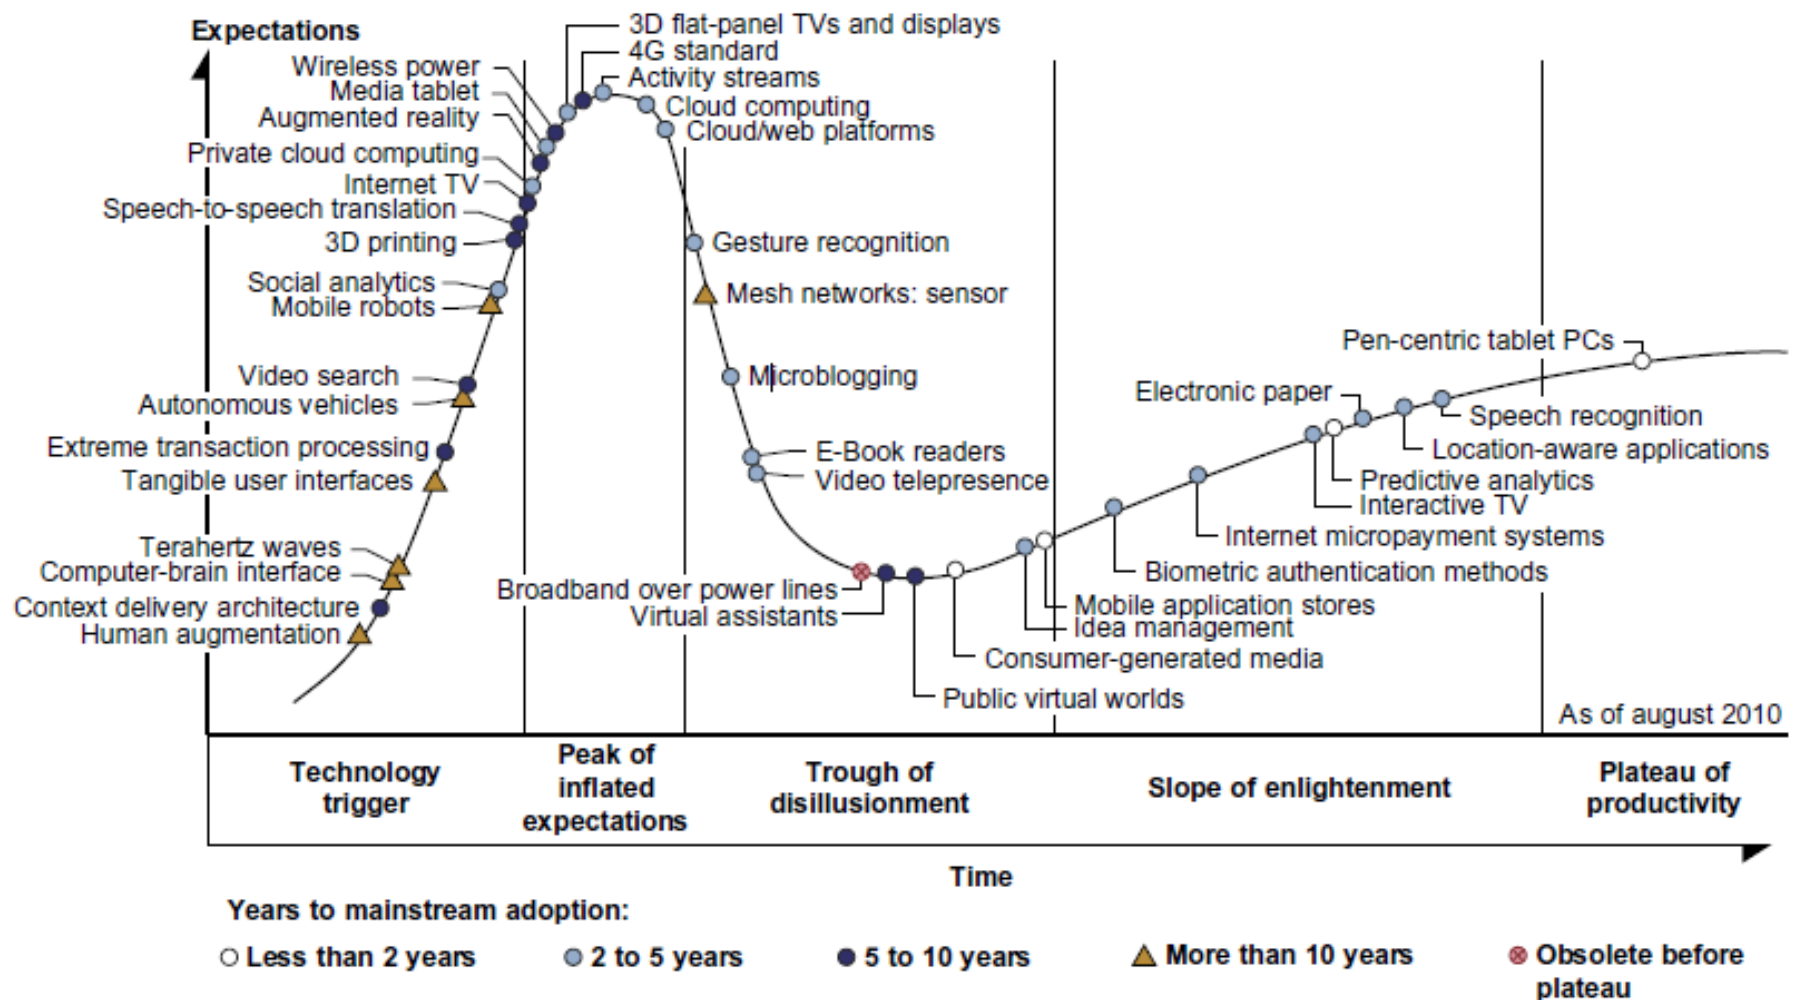 Expectations
3D flat-panel TVs and displays
4G standard
Activity streams
Wireless power
Media tablet
Augmented reality
Cloud computing
Cloud/web platforms
Private cloud computing
Internet TV
Speech-to-speech translation
3D printing
Gesture recognition
Social analytics
Mobile robots
Mesh networks: sensor
Video search
Autonomous vehicles
Microblogging
Extreme transaction processing
Tangible user interfaces
E-Book readers
Video telepresence
Terahertz waves
Computer-brain interface
Context delivery architecture
Human augmentation
Broadband over power lines
Virtual assistants
Pen-centric tablet PCs
Electronic paper
Speech recognition
Location-aware applications
Predictive analytics
Interactive TV
Internet micropayment systems
Biometric authentication methods
Mobile application stores
Idea management
Consumer-generated media
Public virtual worlds
As of august 2010
Technology
trigger
Peak of
inflated
expectations
Trough of
disillusionment
Slope of enlightenment
Plateau of
productivity
Time
Years to mainstream adoption:
Less than 2 years
2 to 5 years
5 to 10 years
More than 10 years
Obsolete before
plateau